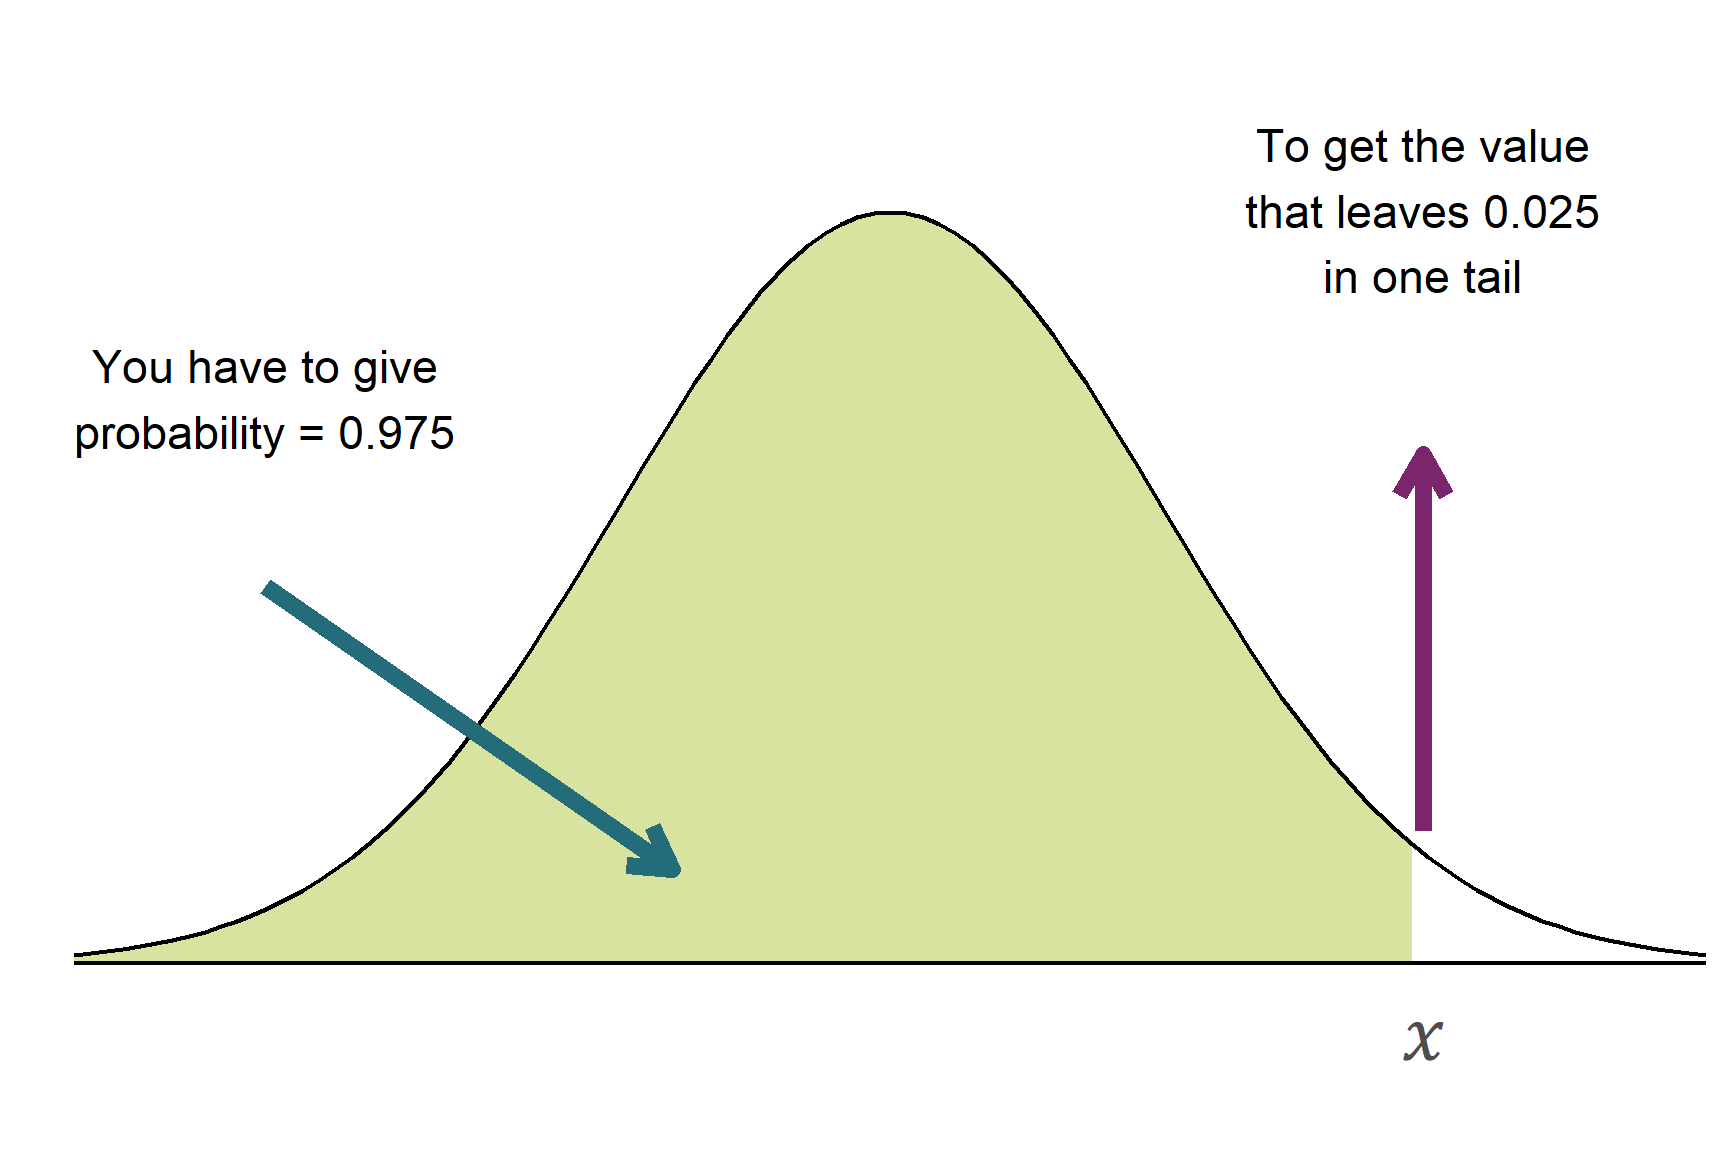 To get the value
that leaves 0.025
in one tail
You have to give
probability = 0.975
x